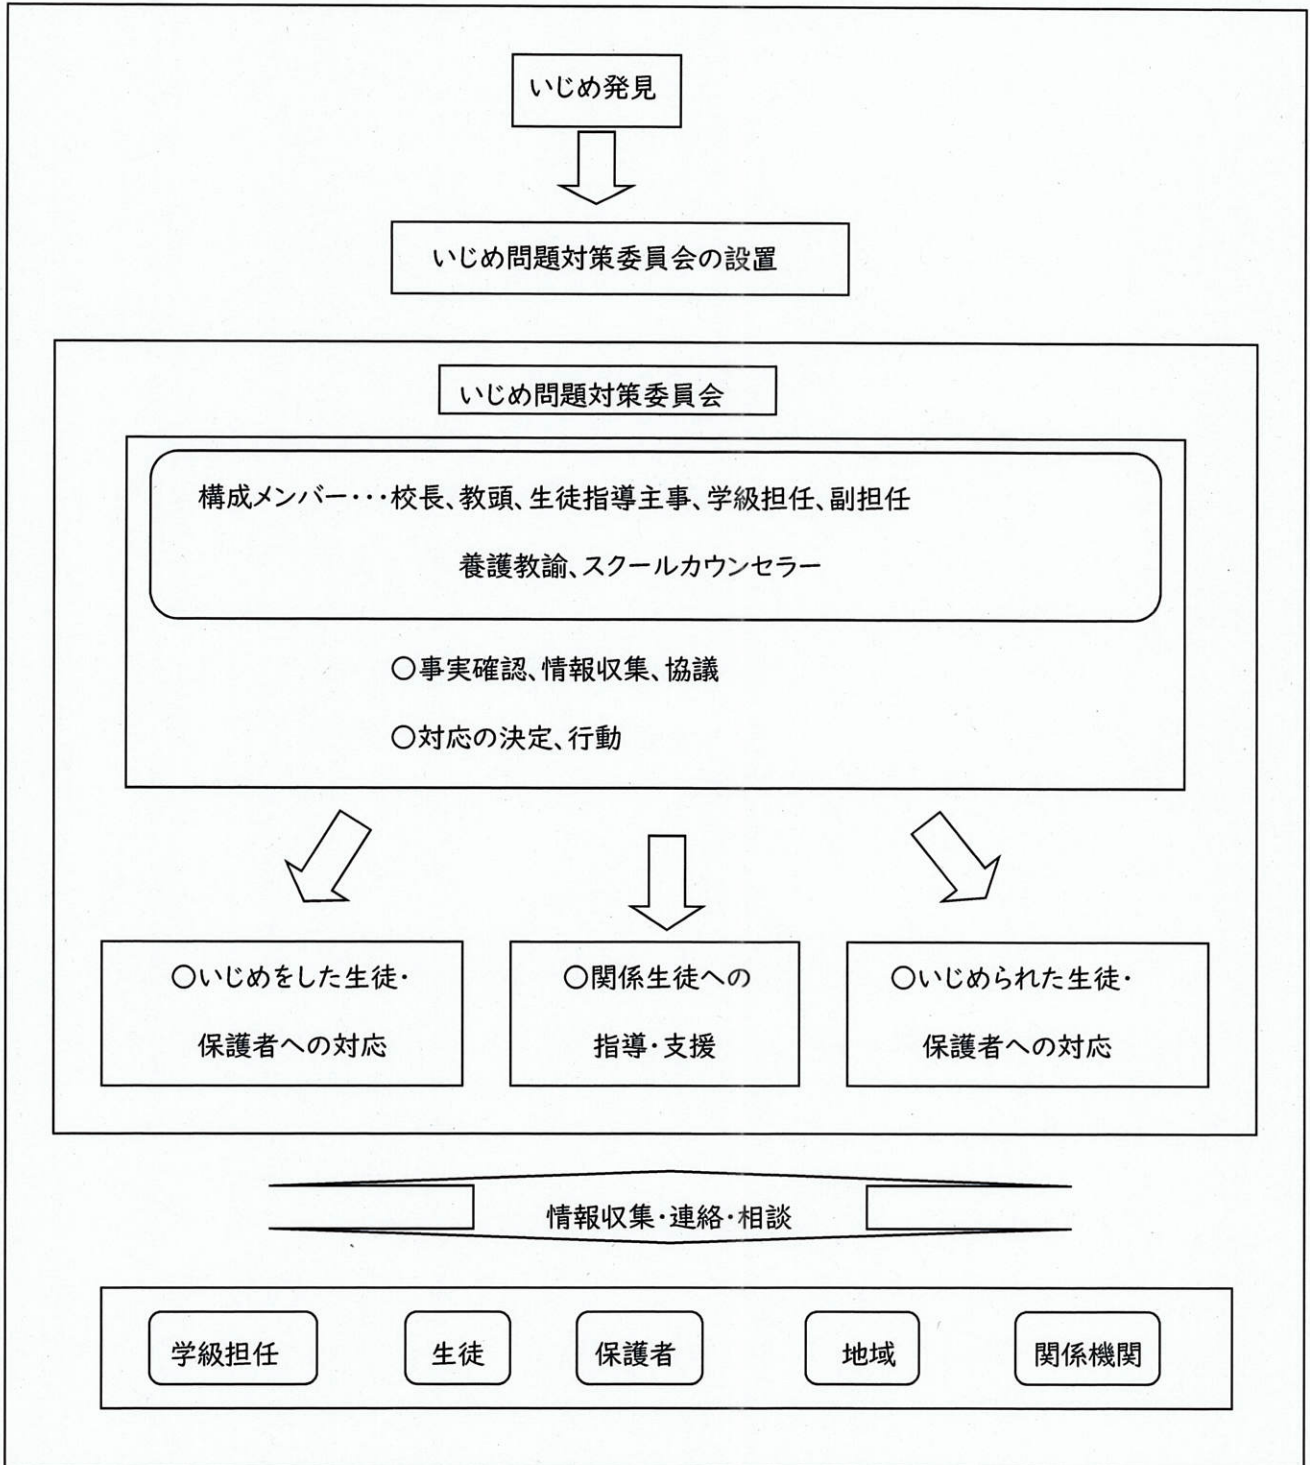 いじめ発見
いじめ問題対策委員会の設置
いじめ問題対策委員会
構成メンバー・・・校長、教頭、生徒指導主事、学級担任、副担任
養護教諭、スクールカウンセラー
〇事実確認、情報収集、協議
〇対応の決定、行動
〇いじめをした生徒・
保護者への対応
〇関係生徒への
指導・支援
〇いじめられた生徒・
保護者への対応
情報収集・連絡・相談
学級担任
生徒
保護者
地域
関係機関